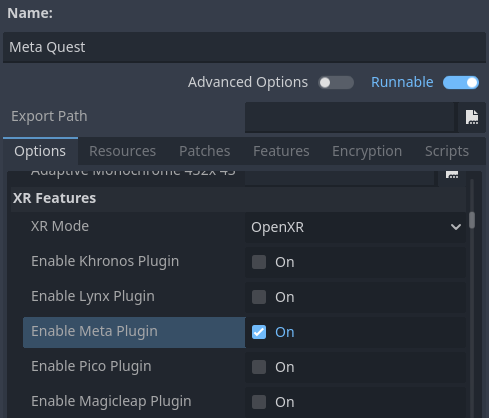 Name:
Meta Quest
Advanced Options Runnable
Export Path
Options Resources Patches Features Encryption Scripts
Adaptive Monochrome 432x 43
XR Features
XR Mode OpenXR
Enable Khronos Plugin On
Enable Lynx Plugin On
Enable Meta Plugin On
Enable Pico Plugin On
Enable Magicleap Plugin On